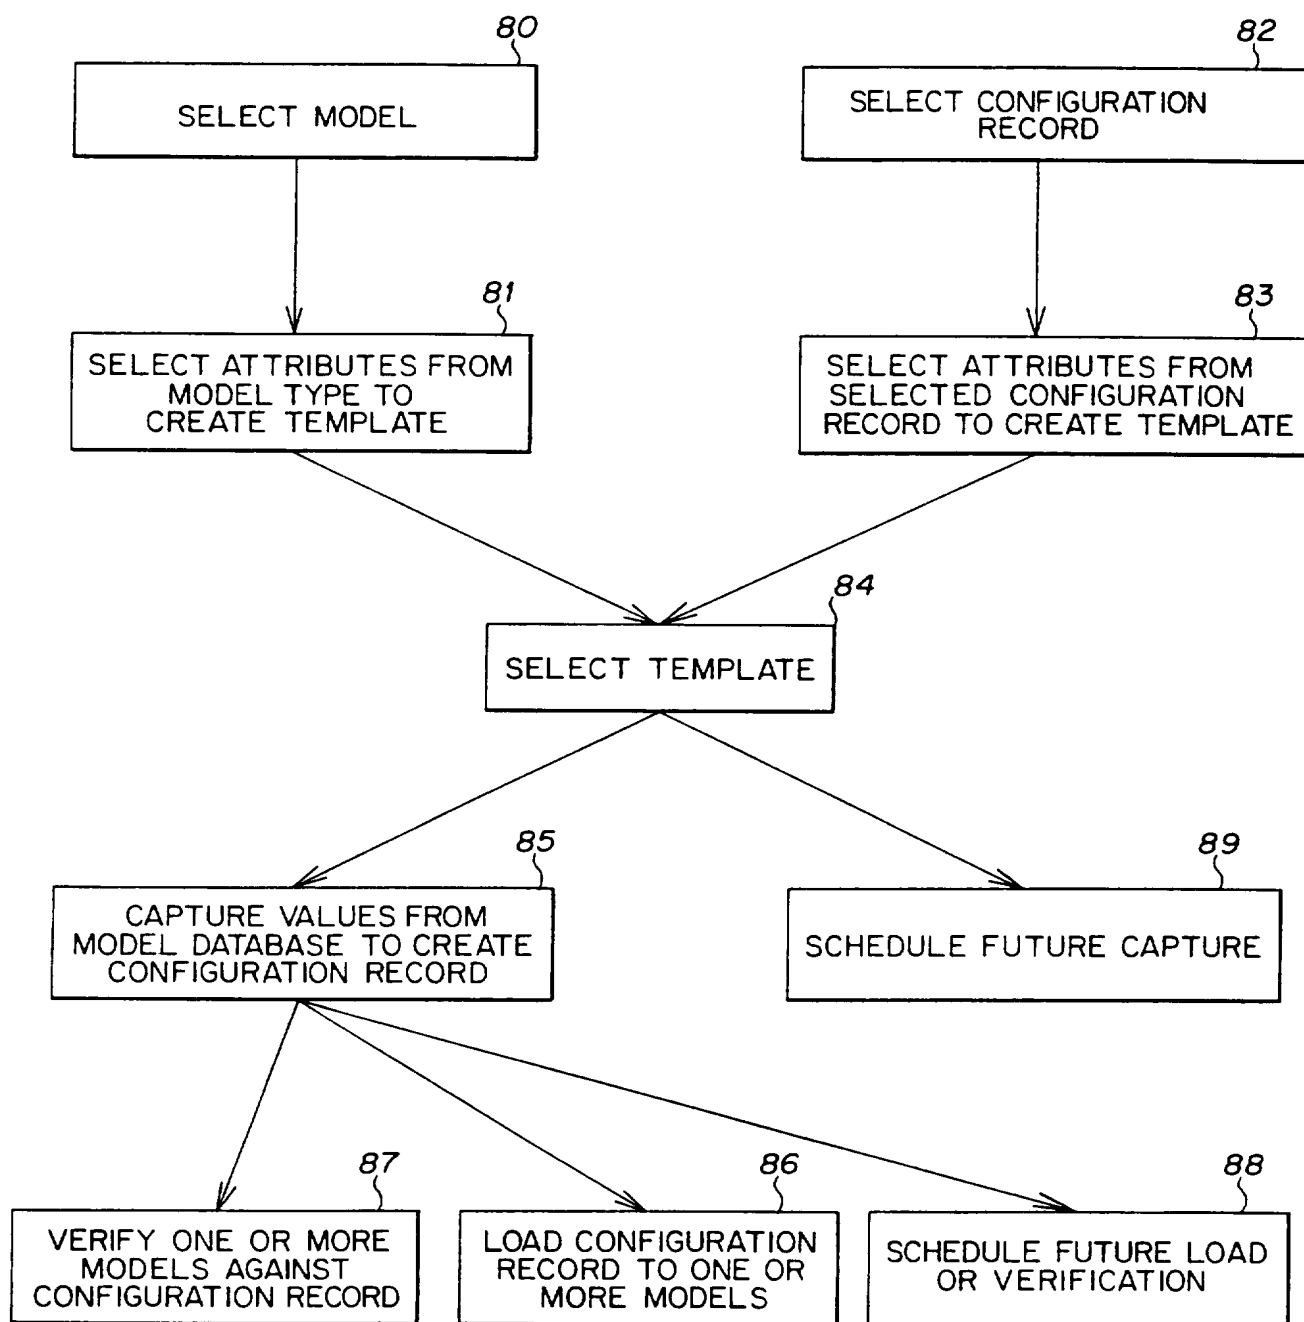 80
SELECT MODEL
82
SELECT CONFIGURATION
RECORD
81
SELECT ATTRIBUTES FROM
MODEL TYPE TO
CREATE TEMPLATE
83
SELECT ATTRIBUTES FROM
SELECTED CONFIGURATION
RECORD TO CREATE TEMPLATE
84
SELECT TEMPLATE
85
CAPTURE VALUES FROM
MODEL DATABASE TO CREATE
CONFIGURATION RECORD
89
SCHEDULE FUTURE CAPTURE
87
VERIFY ONE OR MORE
MODELS AGAINST
CONFIGURATION RECORD
86
LOAD CONFIGURATION
RECORD TO ONE OR
MORE MODELS
88
SCHEDULE FUTURE LOAD
OR VERIFICATION